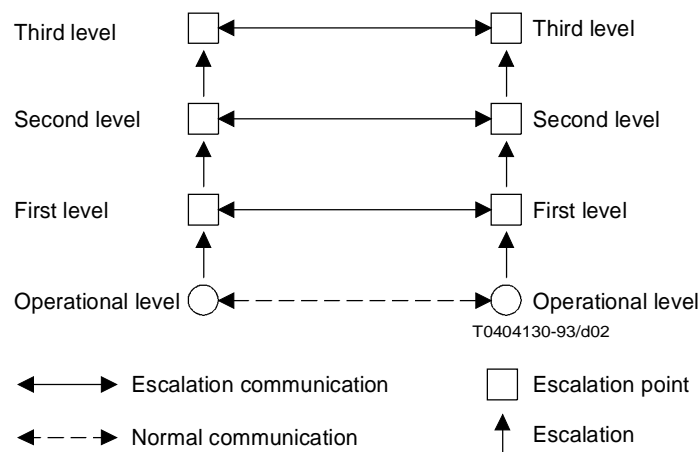 Third level
Third level
Second level
Second level
First level
First level
Operational level
Operational level
T0404130-93/d02
Escalation communication
Escalation point
Normal communication
Escalation